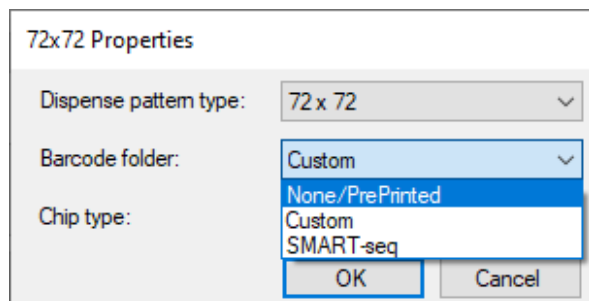 72x72 Properties
Dispense pattern type: 72 x 72
Barcode folder: Custom
None/PrePrinted
Chip type: Custom
SMART-seq
OK Cancel